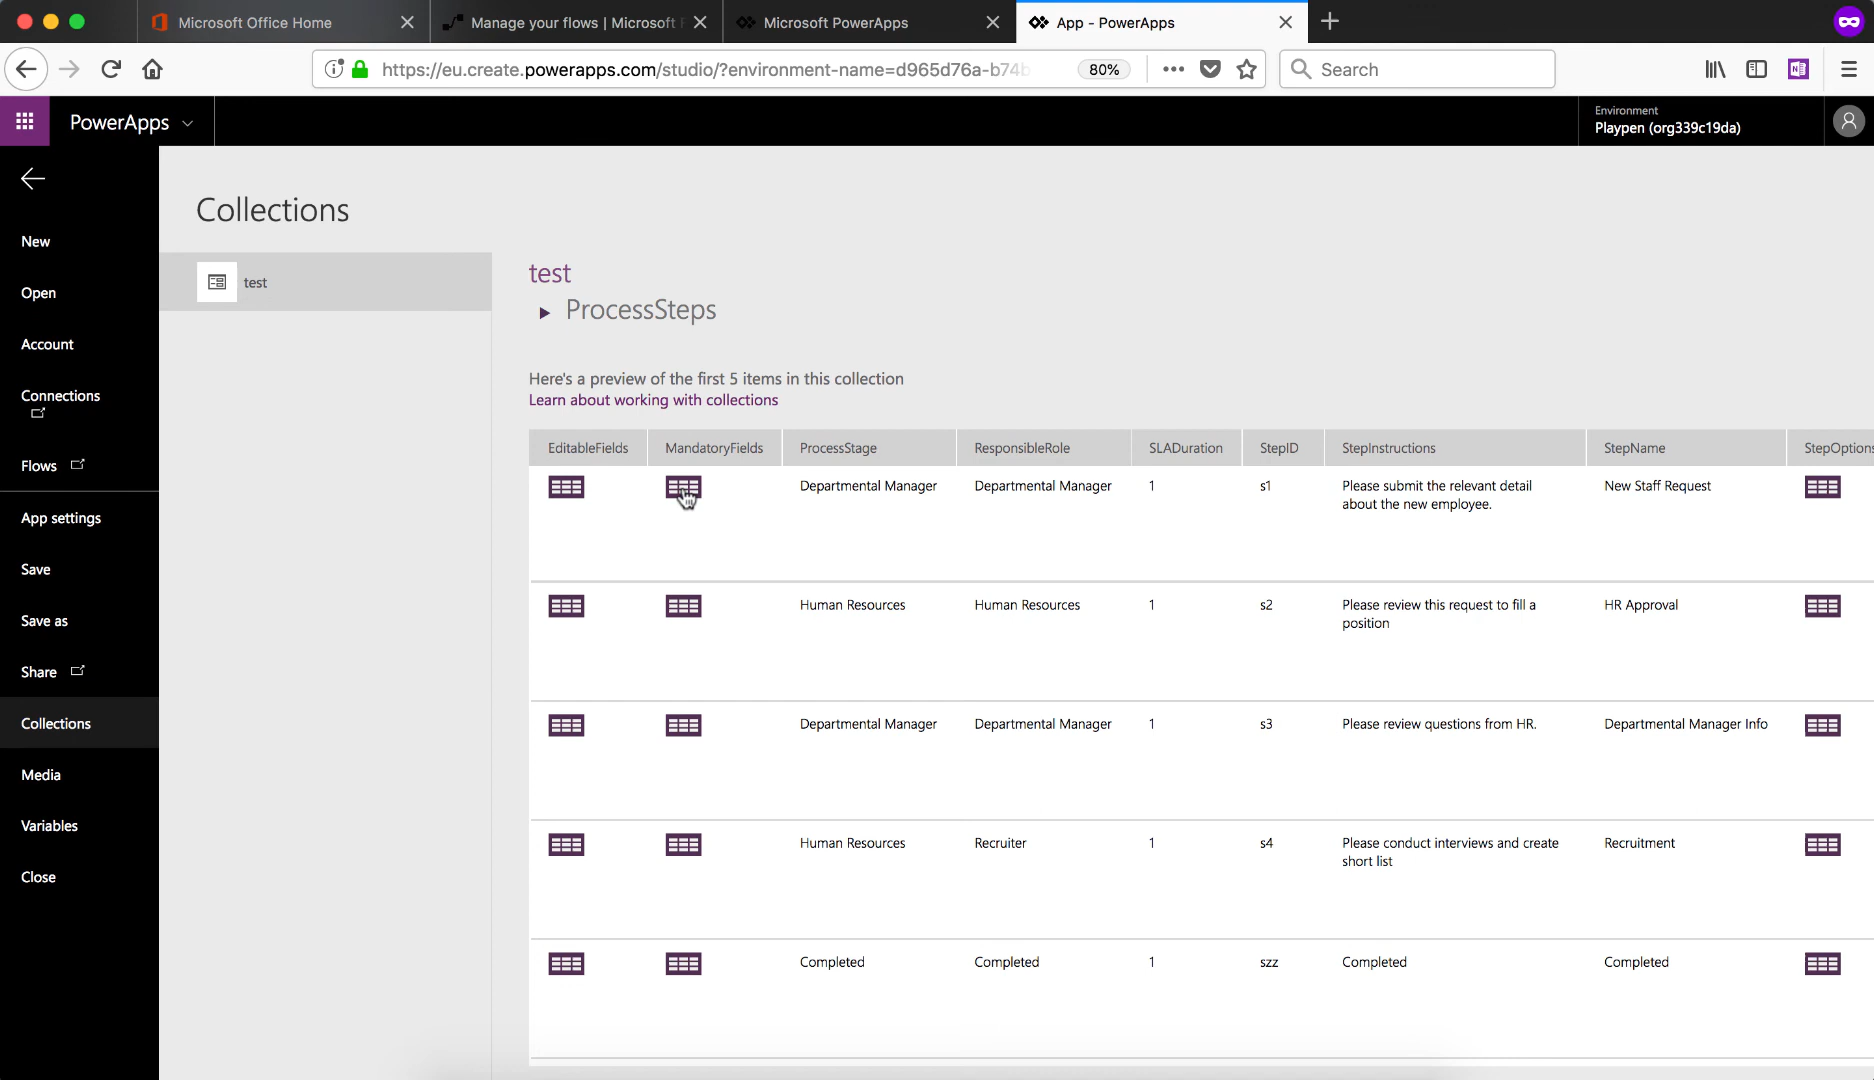 Microsoft Office Home
Manage your flows | Microsoft F
Microsoft PowerApps
App - PowerApps
https://eu.create.powerapps.com/studio/?environment-name=d965d76a-b74b
80%
Search
PowerApps
Environment
Playpen (org339c19da)
New
Open
Account
Connections
Flows
App settings
Save
Save as
Share
Collections
Media
Variables
Close
Collections
test
test
ProcessSteps
Here's a preview of the first 5 items in this collection
Learn about working with collections
EditableFields MandatoryFields ProcessStage ResponsibleRole SLADuration StepID StepInstructions StepName StepOptions
Departmental Manager Departmental Manager 1 s1 Please submit the relevant detail New Staff Request
about the new employee.
Human Resources Human Resources 1 s2 Please review this request to fill a HR Approval
position
Departmental Manager Departmental Manager 1 s3 Please review questions from HR. Departmental Manager Info
Human Resources Recruiter 1 s4 Please conduct interviews and create Recruitment
short list
Completed Completed 1 szz Completed Completed